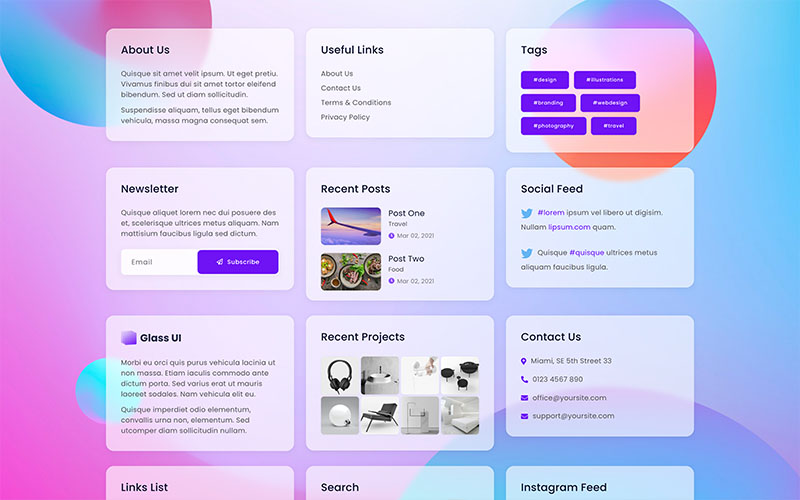 About Us
Quisque sit amet velit ipsum. Ut eget pretiu.
Vivamus finibus dui sit amet tortor eleifend
bibendum. Sed ut diam sollicitudin.
Suspendisse aliquam, tellus eget bibendum
vehicula, massa magna consequat sem.
Useful Links
About Us
Contact Us
Terms & Conditions
Privacy Policy
Tags
#design
#illustrations
#branding
#webdesign
#photography
#travel
Newsletter
Quisque aliquet lorem nec dui posuere des
et, scelerisque ultrices metus aliquam. Nam
mattisium faucibus ligula sed dictum.
Email
Subscribe
Recent Posts
Post One
Travel
Mar 02, 2021
Post Two
Food
Mar 02, 2021
Social Feed
#lorem ipsum vel libero ut digisim.
Nullam lipsum.com quam.
Quisque #quisque ultrices metus
aliquam faucibus ligula.
Glass UI
Morbi eu orci quis purus vehicula lacinia ut
non massa. Etiam iaculis commodo ante
dictum porta. Sed varius erat ut mauris
laoreet sodales. Nam vehicula elit eu.
Quisque imperdiet odio elementum,
convallis urna non, elementum. Sed
utcomper diam sollicitudin nullam.
Recent Projects
Contact Us
Miami, SE 5th Street 33
0123 4567 890
office@yoursite.com
support@yoursite.com
Links List
Search
Instagram Feed